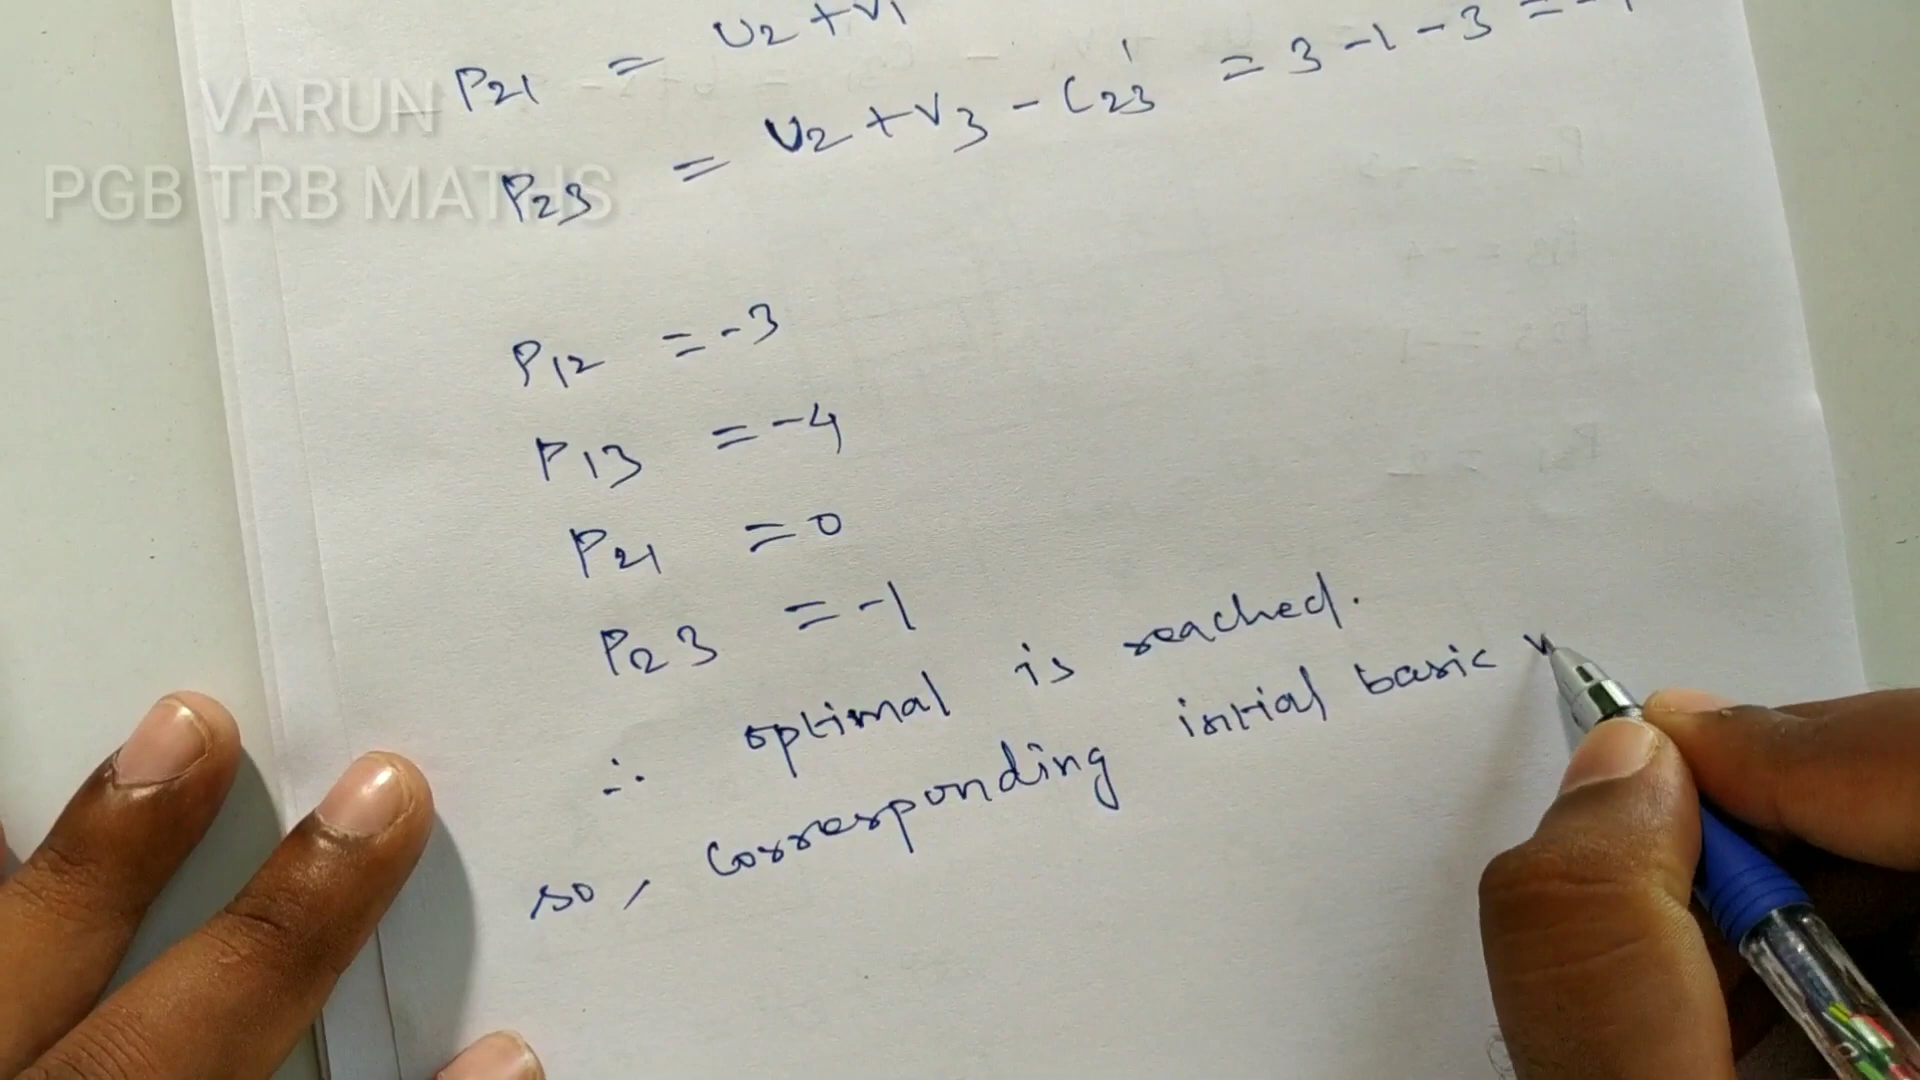 VARUN
PGB TRB MATHS
P21 = U2 + V1
P23 = U2 + V3 - C23 = 3 - 1 - 3 = -1
P12 = -3
P13 = -4
P21 = 0
P23 = -1
∴ optimal is reached.
so, corresponding initial basic